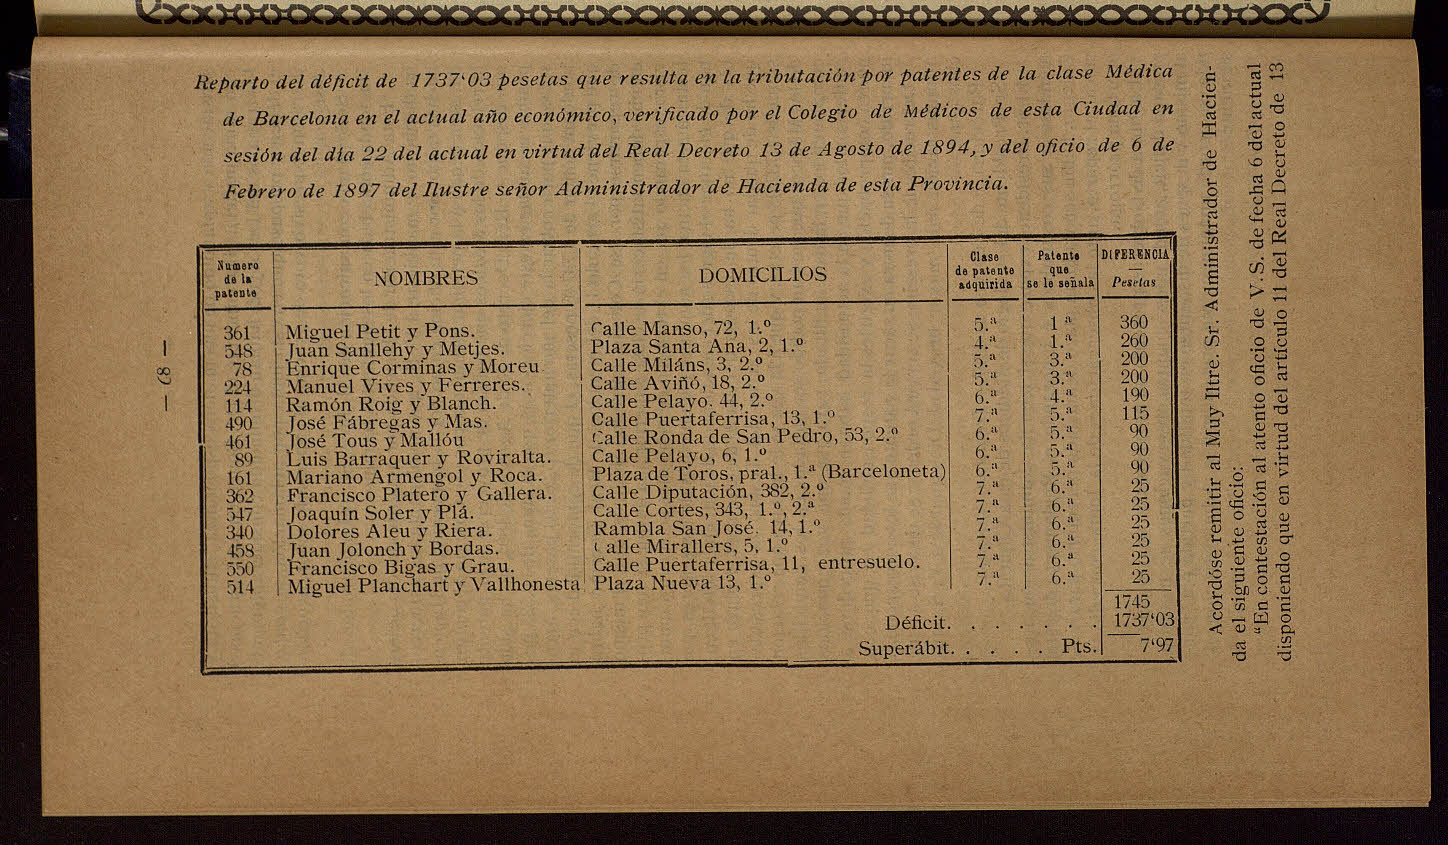 Reparto del déficit de 1737‘03 pesetas que resulta en la tributación por patentes de la clase Médica
de Barcelona en el actual año económico, verificado por el Colegio de Médicos de esta Ciudad en
sesión del día 22 del actual en virtud del Real Decreto 13 de Agosto de 1894, y del oficio de 6 de
Febrero de 1897 del Ilustre señor Administrador de Hacienda de esta Provincia.
Numero de la patente NOMBRES DOMICILIOS Clase de patente adquirida Patente que se le señala DIFERENCIA — Pesetas
361 Miguel Petit y Pons. Calle Manso, 72, 1.º 5.ª 1ª 360
548 Juan Sanllehy y Metjes. Plaza Santa Ana, 2, 1.º 4.ª 1.ª 260
78 Enrique Corminas y Moreu Calle Miláns, 3, 2.º 5.ª 3.ª 200
224 Manuel Vives y Ferreres. Calle Aviñó, 18, 2.º 5.ª 3.ª 200
114 Ramón Roig y Blanch. Calle Pelayo. 44, 2.º 6.ª 4.ª 190
490 José Fábregas y Mas. Calle Puertaferrisa, 13, 1.º 7.ª 5.ª 115
461 José Tous y Mallóu Calle Ronda de San Pedro, 53, 2.º 6.ª 5.ª 90
89 Luis Barraquer y Roviralta. Calle Pelayo, 6, 1.º 6.ª 5.ª 90
161 Mariano Armengol y Roca. Plaza de Toros, pral., 1.ª (Barceloneta) 6.ª 5.ª 90
362 Francisco Platero y Gallera. Calle Diputación, 382, 2.º 7.ª 6.ª 25
547 Joaquín Soler y Plá. Calle Cortes, 343, 1.º, 2.ª 7.ª 6.ª 25
340 Dolores Aleu y Riera. Rambla San José. 14, 1.º 7.ª 6.ª 25
458 Juan Jolonch y Bordas. Calle Mirallers, 5, 1.º 7.ª 6.ª 25
550 Francisco Bigas y Grau. Calle Puertaferrisa, 11, entresuelo. 7.ª 6.ª 25
514 Miguel Planchart y Vallhonesta Plaza Nueva 13, 1.º 7.ª 6.ª 25
1745
Déficit. . . . . . . 1737‘03
Superábit. . . . . Pts. 7‘97
— 68 —
Acordóse remitir al Muy Iltre. Sr. Administrador de Hacien-
da el siguiente oficio:
“En contestación al atento oficio de V. S. de fecha 6 del actual
disponiendo que en virtud del artículo 11 del Real Decreto de 13